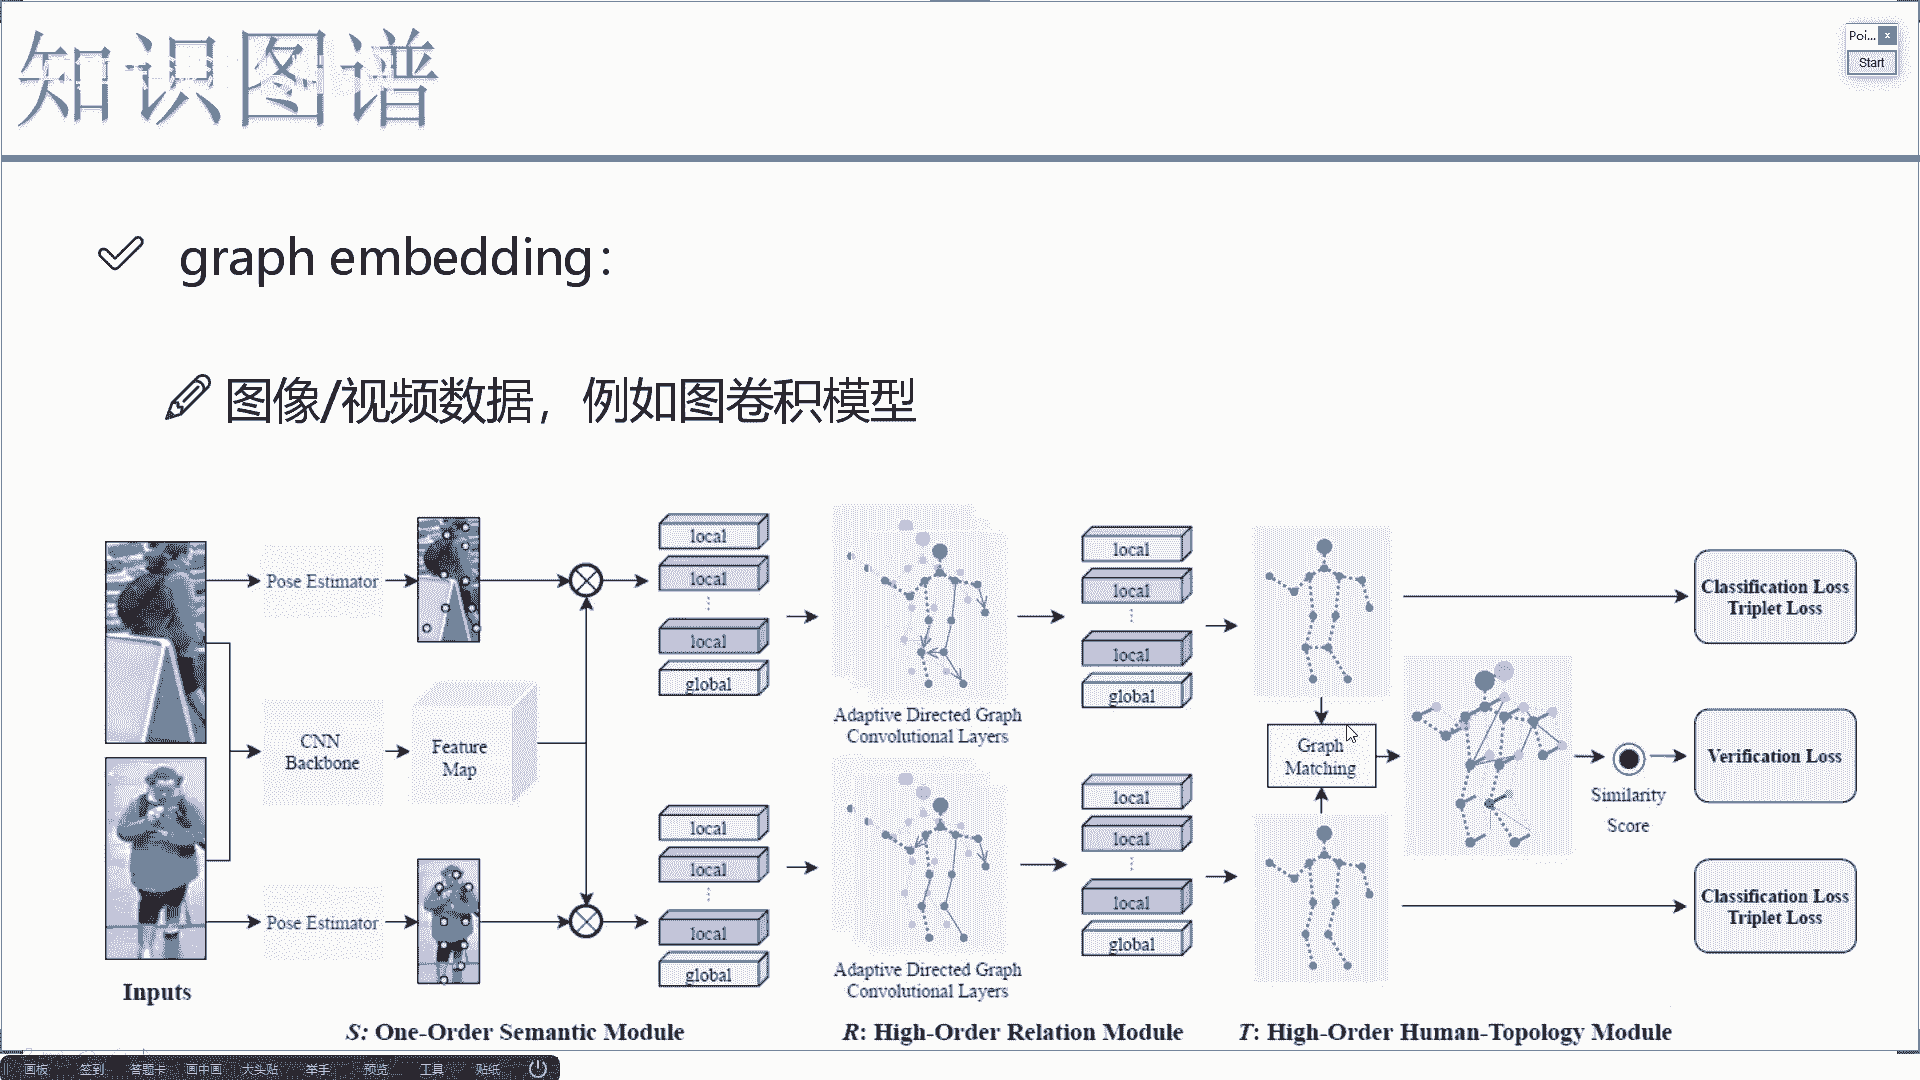 知识图谱
Poi...
x
Start
graph embedding：
图像/视频数据，例如图卷积模型
Pose Estimator
CNN
Backbone
Feature
Map
Pose Estimator
Inputs
local
local
local
global
local
local
local
global
S: One-Order Semantic Module
Adaptive Directed Graph
Convolutional Layers
Adaptive Directed Graph
Convolutional Layers
local
local
local
global
local
local
local
global
R: High-Order Relation Module
Graph
Matching
Similarity
Score
T: High-Order Human-Topology Module
Classification Loss
Triplet Loss
Verification Loss
Classification Loss
Triplet Loss
画板 签到 答题卡 画中画 大头贴 举手 预览 工具 贴纸